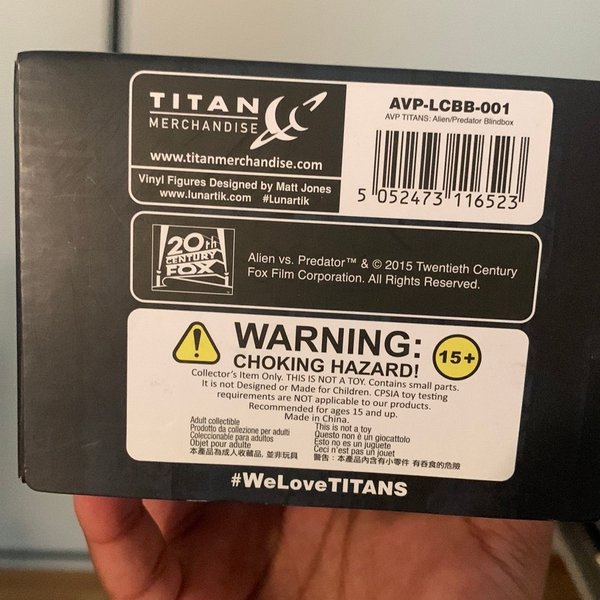 TITAN
MERCHANDISE
www.titanmerchandise.com
Vinyl Figures Designed by Matt Jones
www.lunartik.com #Lunartik
AVP-LCBB-001
AVP TITANS: Alien/Predator Blindbox
5 052473 116523
20th
CENTURY
FOX
Alien vs. Predator™ & © 2015 Twentieth Century
Fox Film Corporation. All Rights Reserved.
WARNING:
CHOKING HAZARD!
15+
Collector's Item Only. THIS IS NOT A TOY. Contains small parts.
It is not Designed or Made for Children. CPSIA toy testing
requirements are NOT applicable to our products.
Recommended for ages 15 and up.
Made in China.
Adult collectible
Prodotto da collezione per adulti
Coleccionable para adultos
Objet pour adulte
本產品為成人收藏品, 並非玩具
This is not a toy
Questo non è un giocattolo
Esto no es un juguete
Ceci n'est pas un jouet
警告: 本產品內含有小零件 有吞食的危險
#WeLoveTITANS